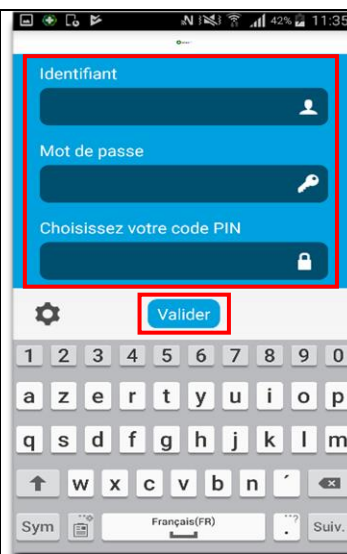 42% 11:35
Identifiant
Mot de passe
Choisissez votre code PIN
Valider
1 2 3 4 5 6 7 8 9 0
a z e r t y u i o p
q s d f g h j k l m
w x c v b n ´
Sym Français(FR) .,? Suiv.